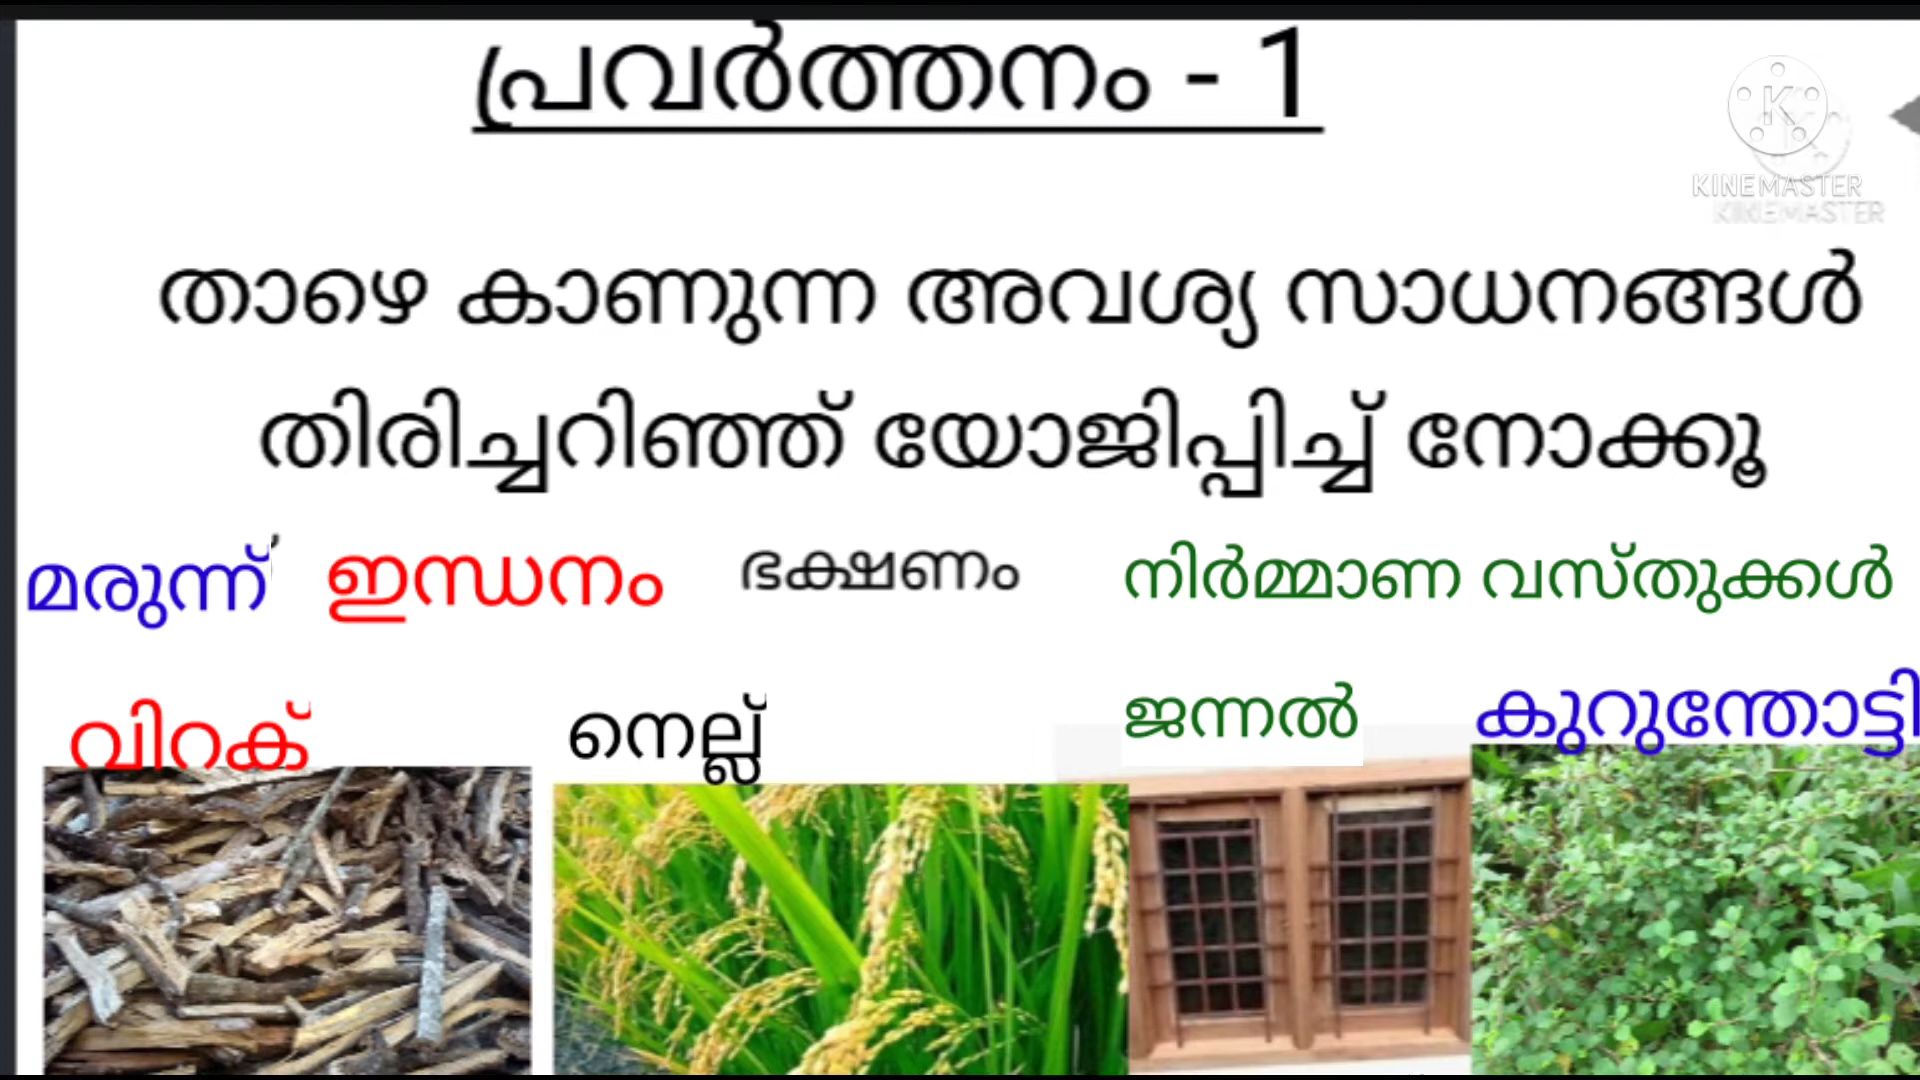 പ്രവർത്തനം - 1
KINEMASTER
KINEMASTER
താഴെ കാണുന്ന അവശ്യ സാധനങ്ങൾ
തിരിച്ചറിഞ്ഞ് യോജിപ്പിച്ച് നോക്കൂ
മരുന്ന് ഇന്ധനം ഭക്ഷണം നിർമ്മാണ വസ്തുക്കൾ
വിറക് നെല്ല് ജന്നൽ കുറുന്തോട്ടി